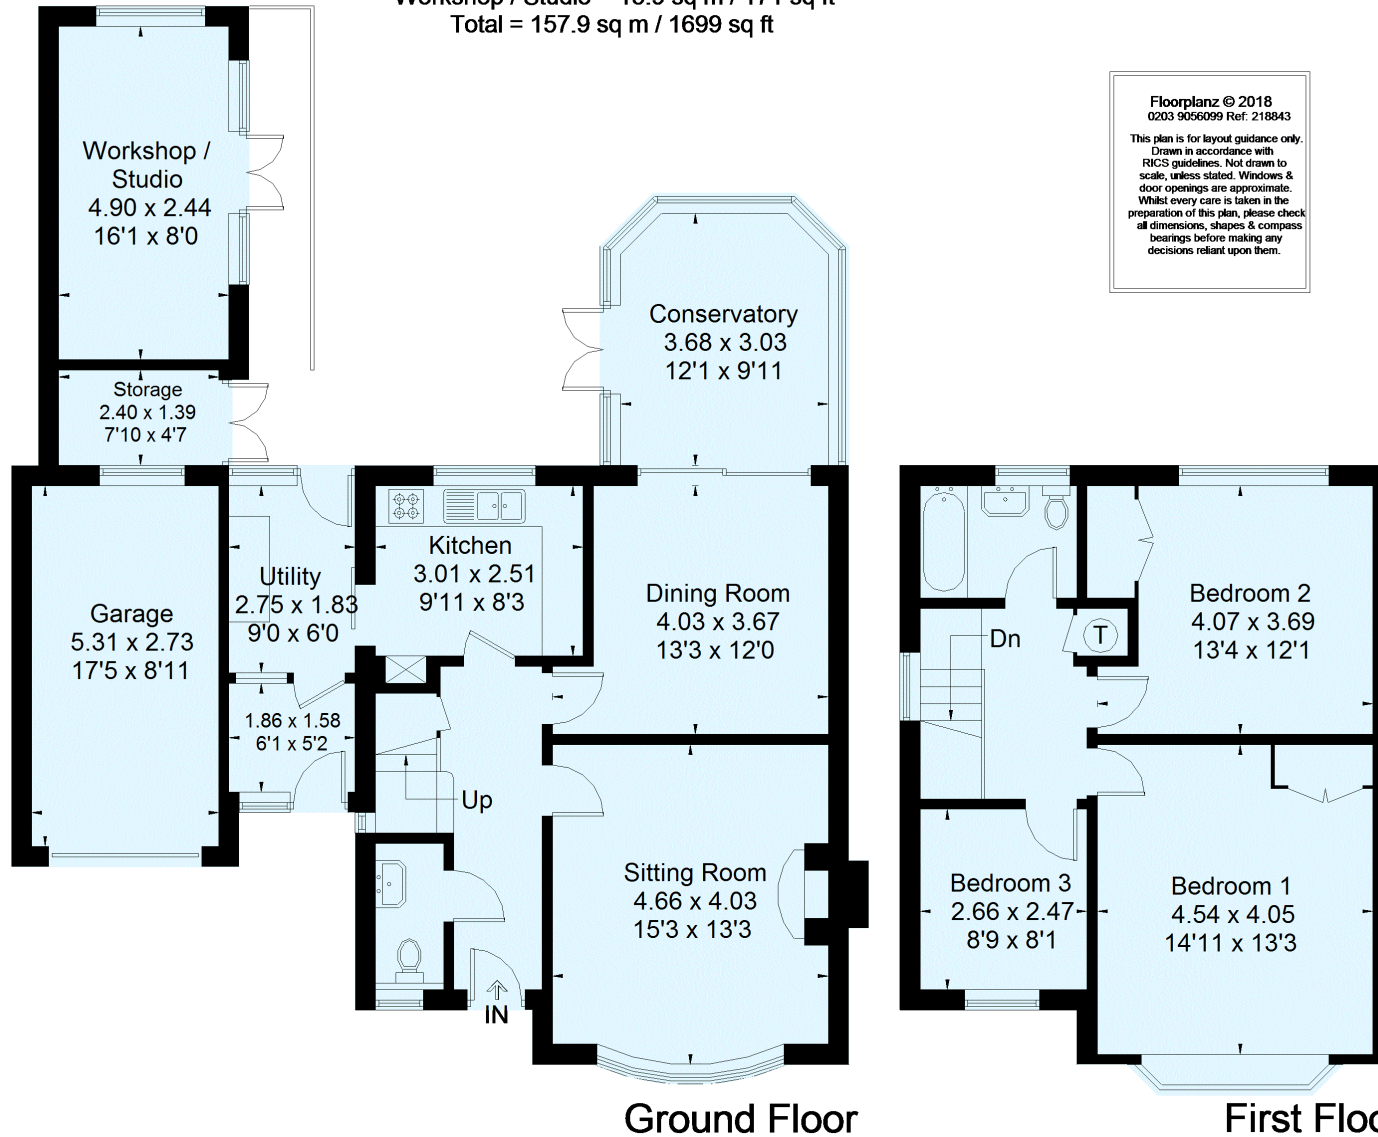 Total = 157.9 sq m / 1699 sq ft
Floorplanz © 2018
0203 9056099 Ref: 218843
This plan is for layout guidance only.
Drawn in accordance with
RICS guidelines. Not drawn to
scale, unless stated. Windows &
door openings are approximate.
Whilst every care is taken in the
preparation of this plan, please check
all dimensions, shapes & compass
bearings before making any
decisions reliant upon them.
Workshop /
Studio
4.90 x 2.44
16'1 x 8'0
Conservatory
3.68 x 3.03
12'1 x 9'11
Storage
2.40 x 1.39
7'10 x 4'7
Kitchen
3.01 x 2.51
9'11 x 8'3
Utility
2.75 x 1.83
9'0 x 6'0
Garage
5.31 x 2.73
17'5 x 8'11
Dining Room
4.03 x 3.67
13'3 x 12'0
Bedroom 2
4.07 x 3.69
13'4 x 12'1
Dn
T
1.86 x 1.58
6'1 x 5'2
Up
Sitting Room
4.66 x 4.03
15'3 x 13'3
Bedroom 3
2.66 x 2.47
8'9 x 8'1
Bedroom 1
4.54 x 4.05
14'11 x 13'3
IN
Ground Floor
First